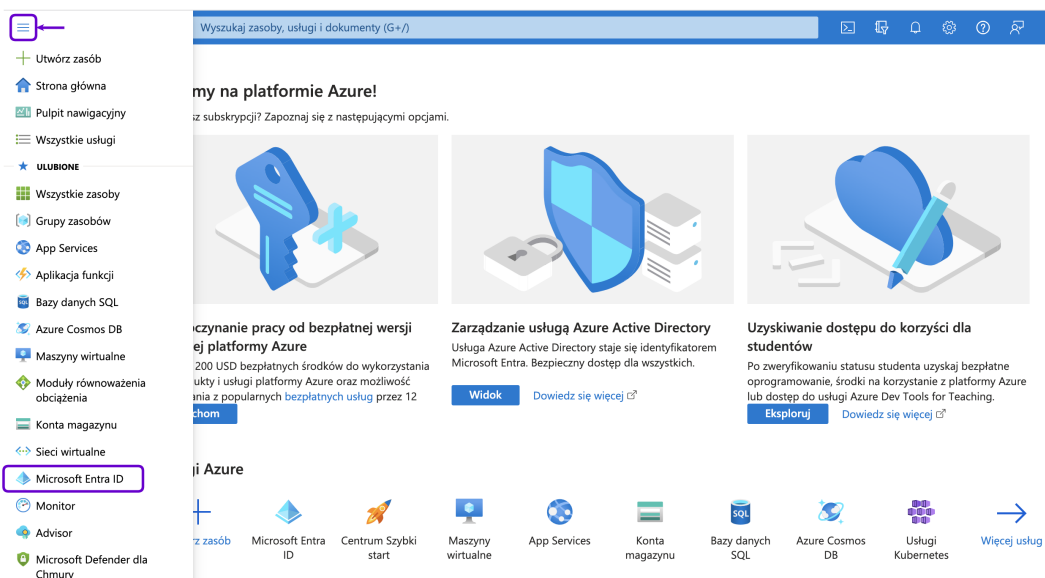 Wyszukaj zasoby, usługi i dokumenty (G+/)
Utwórz zasób
Strona główna
Pulpit nawigacyjny
Wszystkie usługi
ULUBIONE
Wszystkie zasoby
Grupy zasobów
App Services
Aplikacja funkcji
Bazy danych SQL
Azure Cosmos DB
Maszyny wirtualne
Moduły równoważenia
obciążenia
Konta magazynu
Sieci wirtualne
Microsoft Entra ID
Monitor
Advisor
Microsoft Defender dla
Chmury
my na platformie Azure!
sz subskrypcji? Zapoznaj się z następującymi opcjami.
oczynanie pracy od bezpłatnej wersji
ej platformy Azure
200 USD bezpłatnych środków do wykorzystania
ukty i usługi platformy Azure oraz możliwość
ania z popularnych bezpłatnych usług przez 12
chom
Zarządzanie usługą Azure Active Directory
Usługa Azure Active Directory staje się identyfikatorem
Microsoft Entra. Bezpieczny dostęp dla wszystkich.
Widok
Dowiedz się więcej
Uzyskiwanie dostępu do korzyści dla
studentów
Po zweryfikowaniu statusu studenta uzyskaj bezpłatne
oprogramowanie, środki na korzystanie z platformy Azure
lub dostęp do usługi Azure Dev Tools for Teaching.
Eksploruj
Dowiedz się więcej
gi Azure
rz zasób
Microsoft Entra
ID
Centrum Szybki
start
Maszyny
wirtualne
App Services
Konta
magazynu
SQL
Bazy danych
SQL
Azure Cosmos
DB
Usługi
Kubernetes
Więcej usług